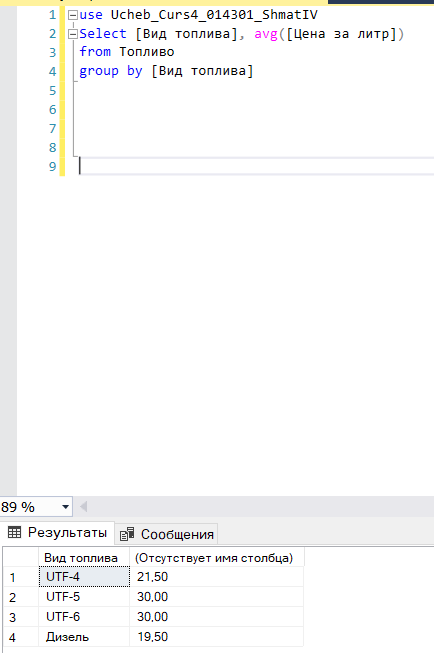 1 use Ucheb_Curs4_014301_ShmatIV
2 Select [Вид топлива], avg([Цена за литр])
3 from Топливо
4 group by [Вид топлива]
5
6
7
8
9
89 %
Результаты Сообщения
Вид топлива (Отсутствует имя столбца)
1 UTF-4 21,50
2 UTF-5 30,00
3 UTF-6 30,00
4 Дизель 19,50